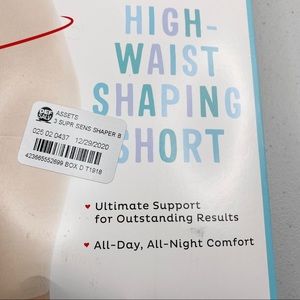 HIGH-
WAIST
SHAPING
SHORT
ASSETS
3 SUPR SENS SHAPER B
025 02 0437 12/29/2020
423665552699 BOX D T1918
Ultimate Support
for Outstanding Results
All-Day, All-Night Comfort